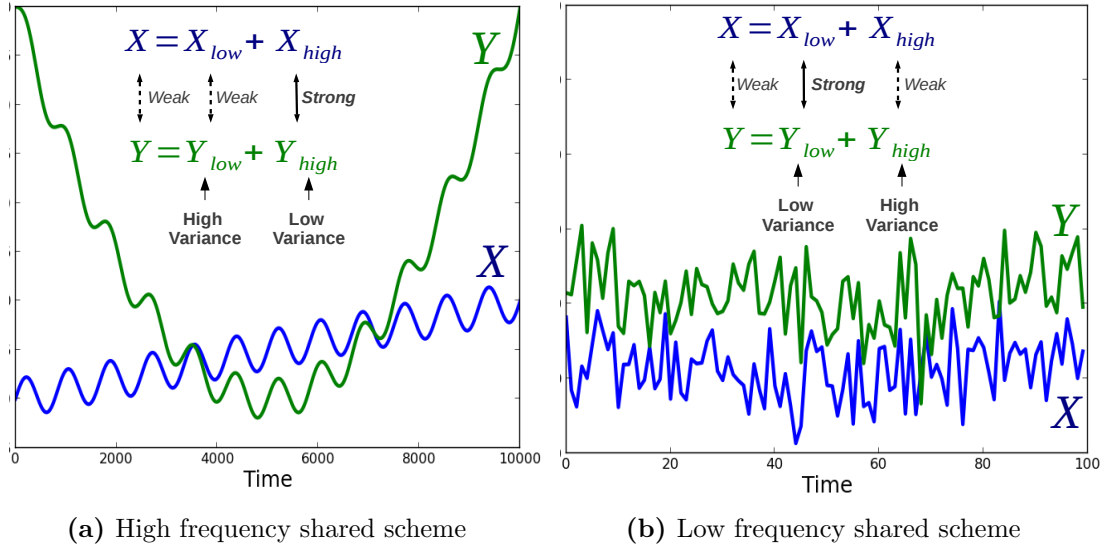 X = X low + X high
Weak Weak Strong
Y = Y low + Y high
High Variance
Low Variance
Y
X
0 2000 4000 6000 8000 10000
Time
(a) High frequency shared scheme
X = X low + X high
Weak Strong Weak
Y = Y low + Y high
Low Variance
High Variance
Y
X
0 20 40 60 80 100
Time
(b) Low frequency shared scheme